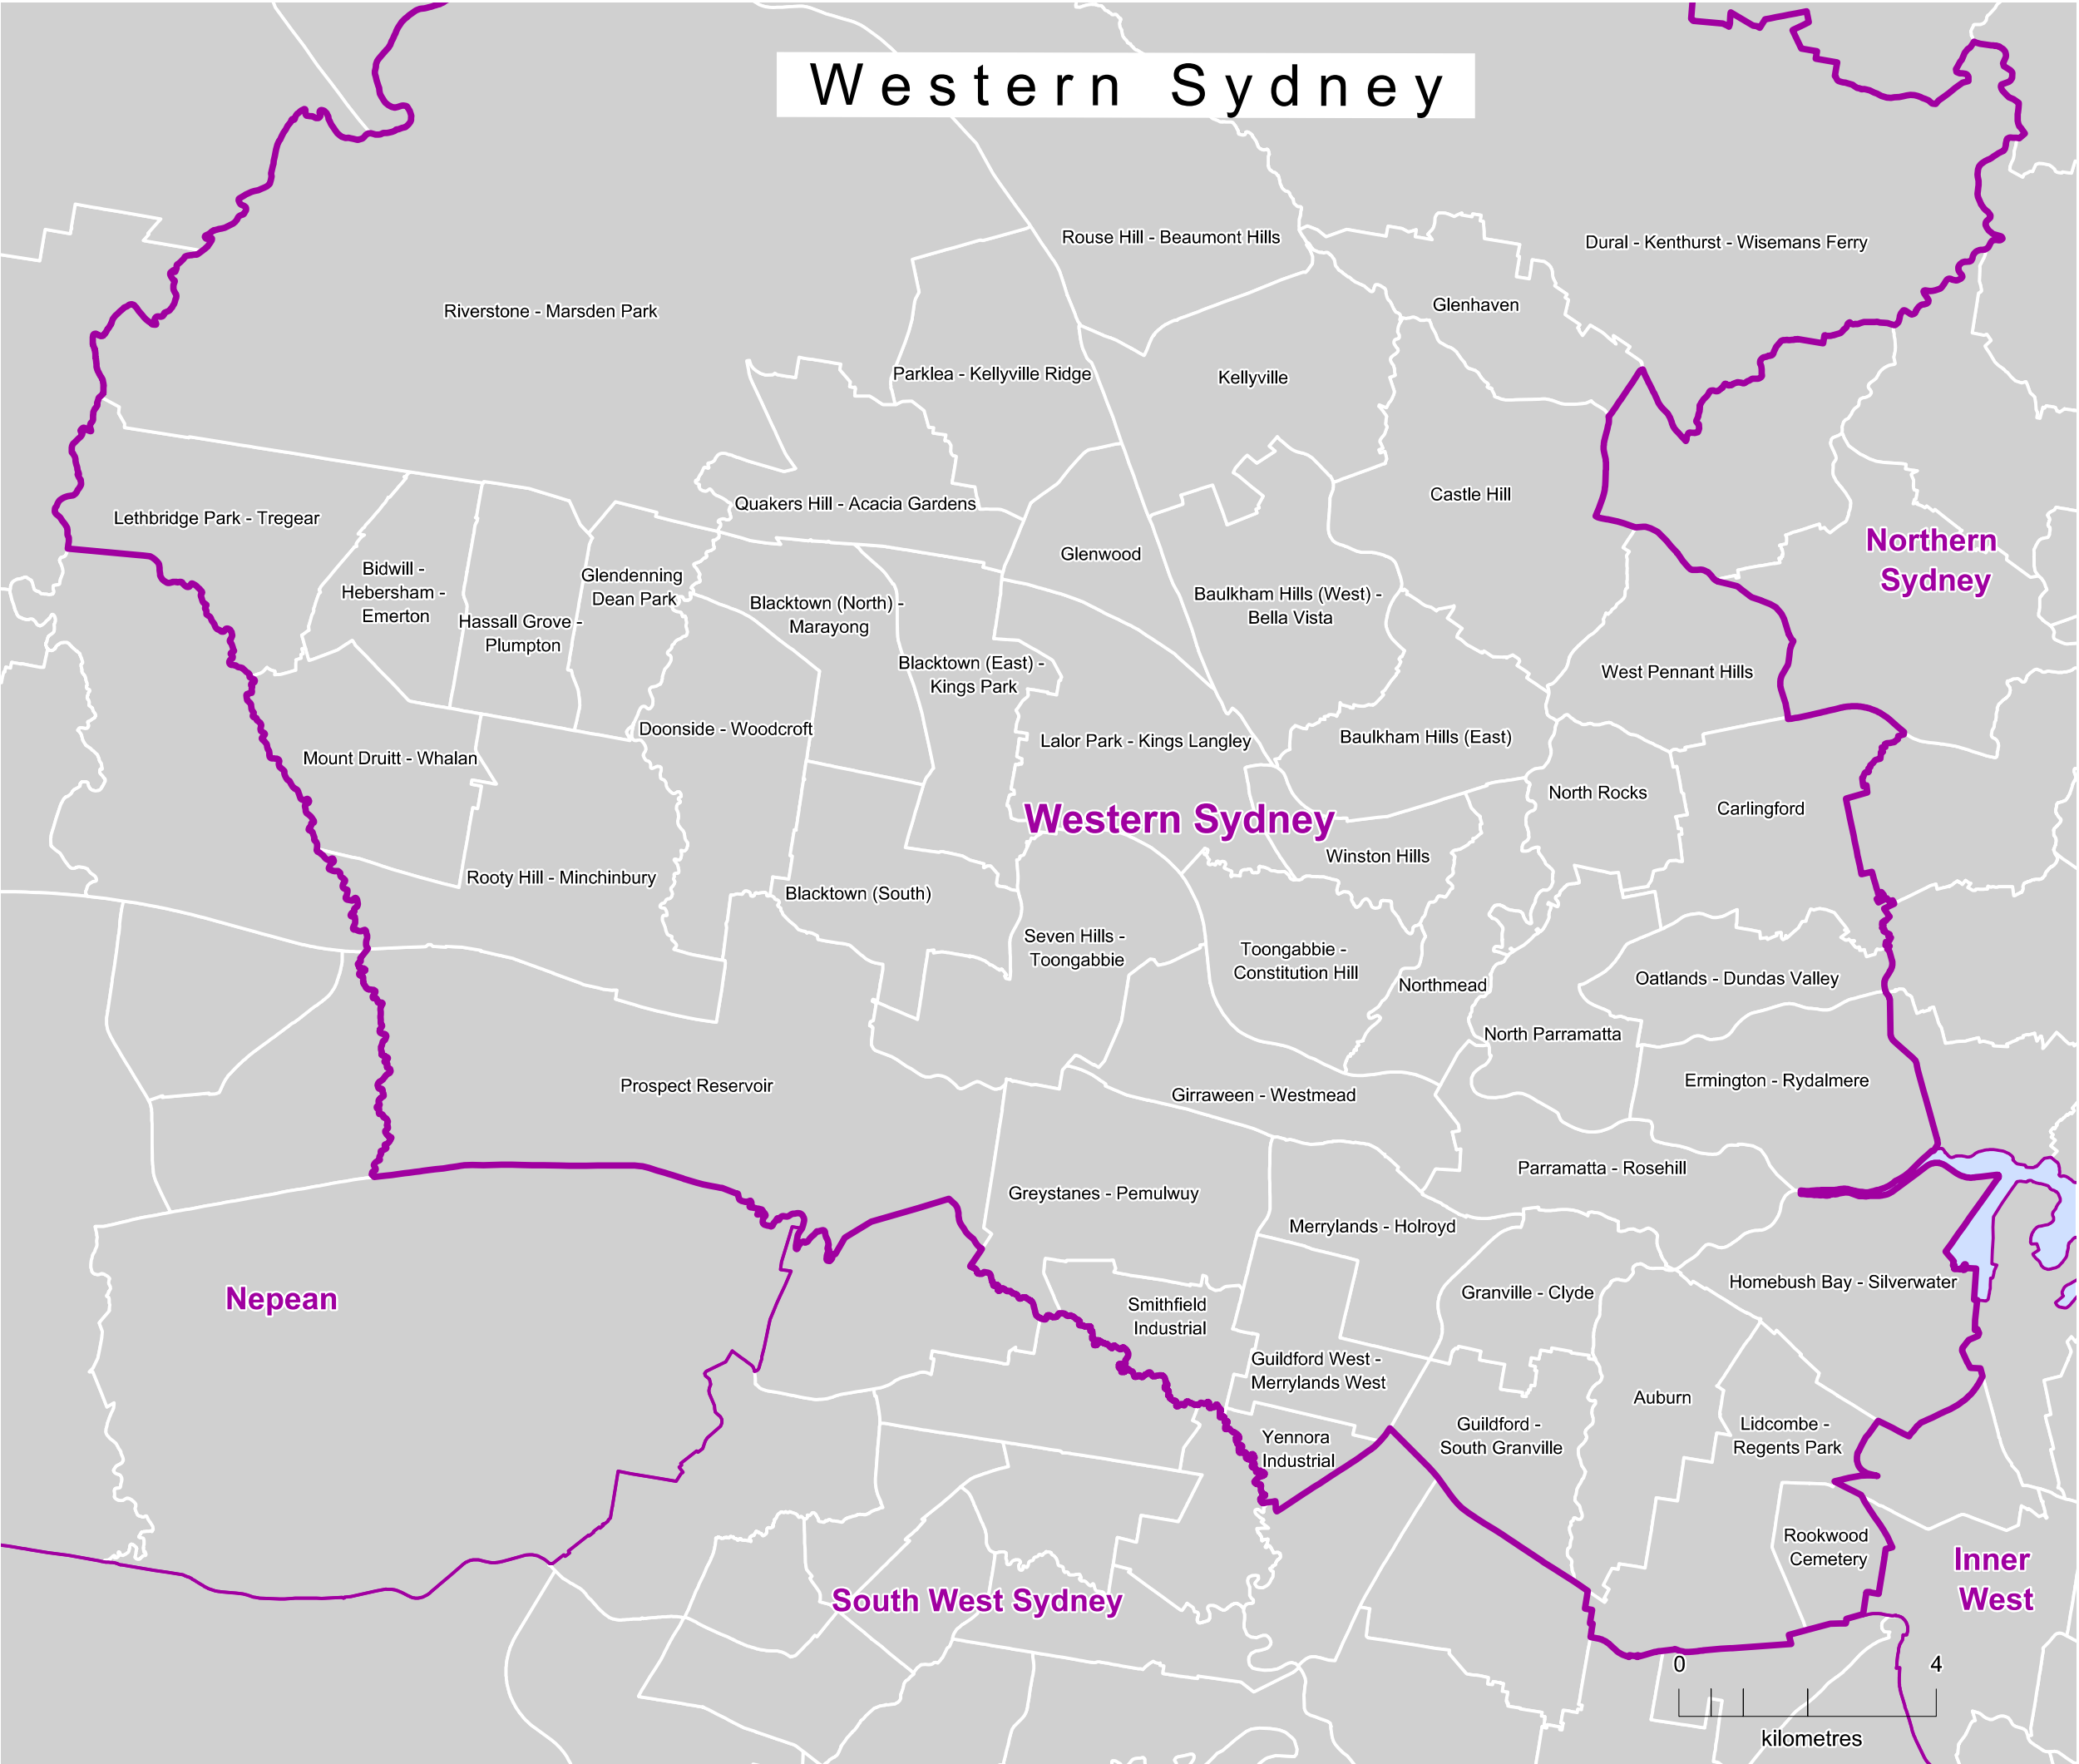 Western Sydney
Rouse Hill - Beaumont Hills
Dural - Kenthurst - Wisemans Ferry
Riverstone - Marsden Park
Glenhaven
Parklea - Kellyville Ridge
Kellyville
Quakers Hill - Acacia Gardens
Castle Hill
Lethbridge Park - Tregear
Northern
Sydney
Glenwood
Bidwill -
Hebersham -
Emerton
Glendenning
Dean Park
Baulkham Hills (West) -
Bella Vista
Blacktown (North) -
Marayong
Hassall Grove -
Plumpton
Blacktown (East) -
Kings Park
West Pennant Hills
Doonside - Woodcroft
Lalor Park - Kings Langley
Baulkham Hills (East)
Mount Druitt - Whalan
North Rocks
Carlingford
Western Sydney
Winston Hills
Rooty Hill - Minchinbury
Blacktown (South)
Seven Hills -
Toongabbie
Toongabbie -
Constitution Hill
Northmead
Oatlands - Dundas Valley
North Parramatta
Prospect Reservoir
Girraween - Westmead
Ermington - Rydalmere
Parramatta - Rosehill
Greystanes - Pemulwuy
Merrylands - Holroyd
Homebush Bay - Silverwater
Nepean
Granville - Clyde
Smithfield
Industrial
Guildford West -
Merrylands West
Auburn
Lidcombe -
Regents Park
Guildford -
South Granville
Yennora
Industrial
Rookwood
Cemetery
Inner
West
South West Sydney
0 4
kilometres